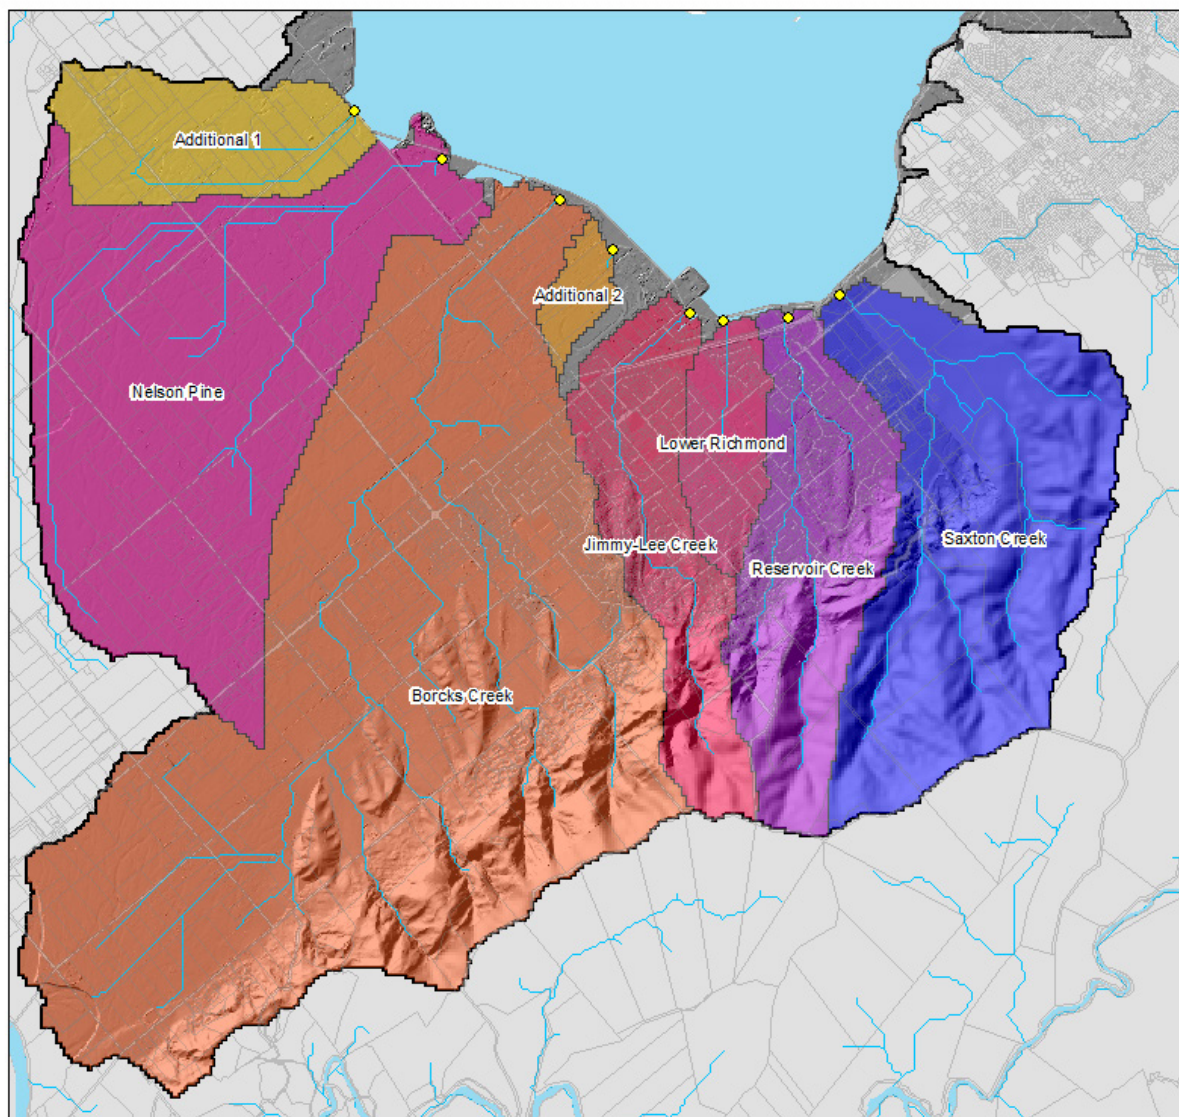 Additional 1
Additional 2
Nelson Pine
Lower Richmond
Jimmy-Lee Creek
Saxton Creek
Reservoir Creek
Borcks Creek